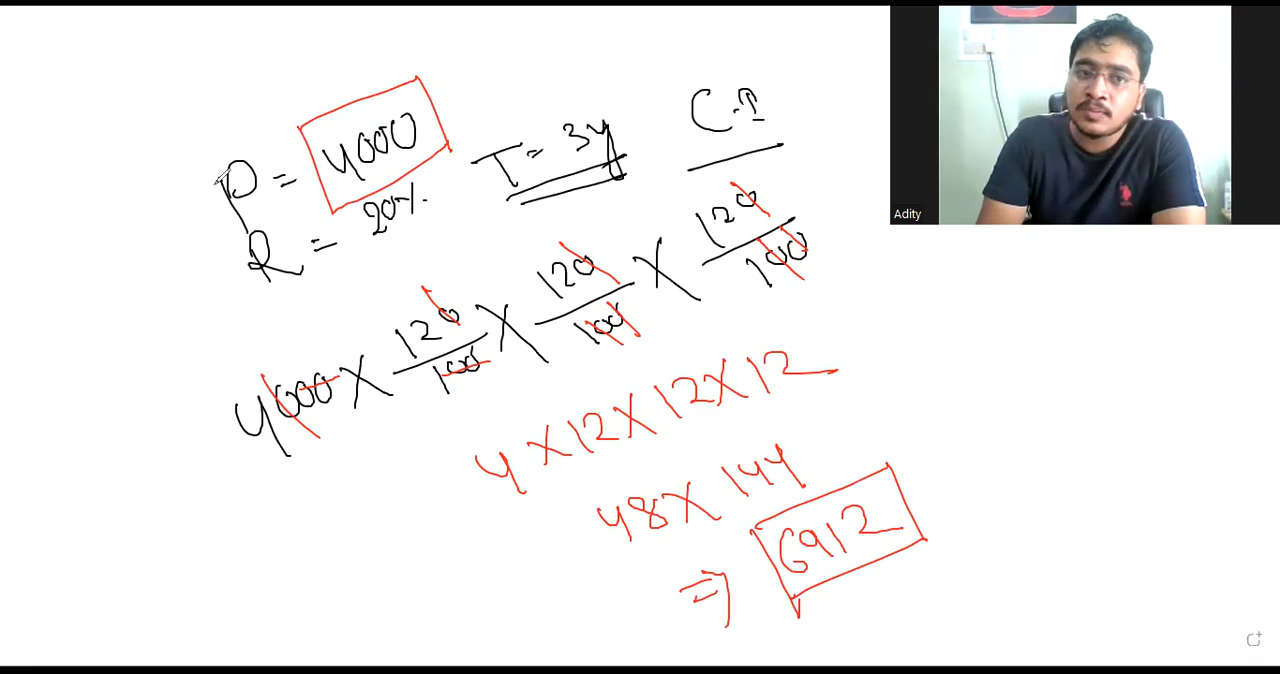 P = 4000 T = 3y C.I
R = 20%
4000 X 120/100 X 120/100 X 120/100
4 X 12 X 12 X 12
48 X 144
⇒ 6912
Adity